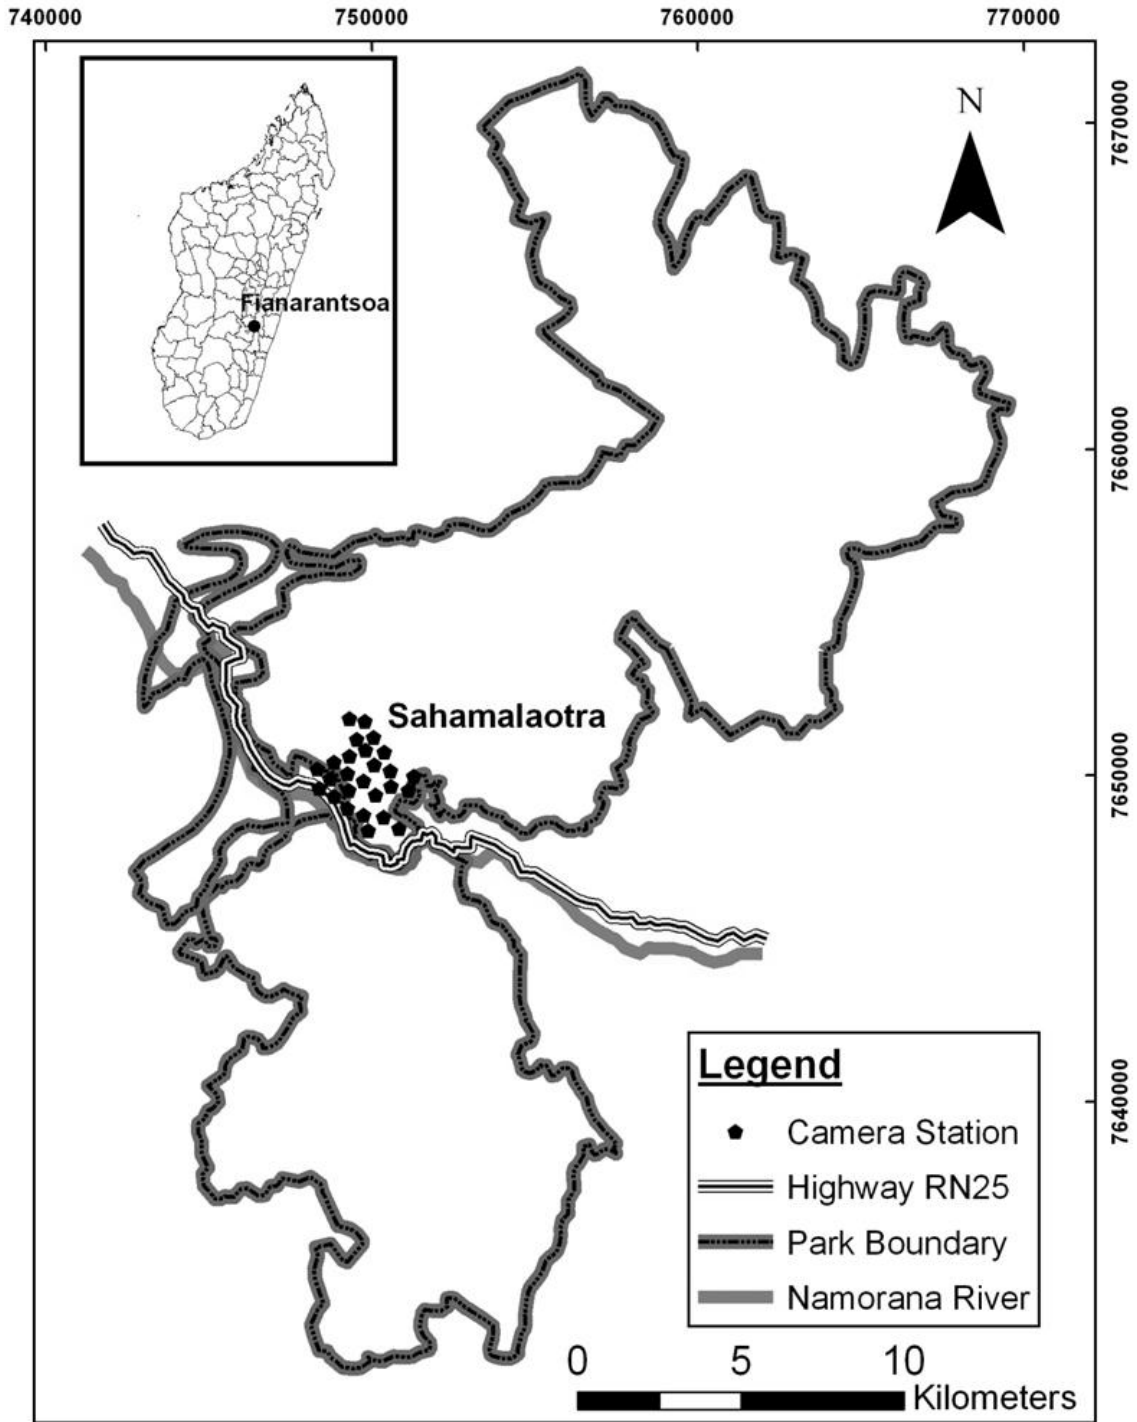 740000 750000 760000 770000
N
7670000
Fianarantsoa
7660000
Sahamalaotra
7650000
Legend
Camera Station
7640000
Highway RN25
Park Boundary
Namorana River
0 5 10
Kilometers